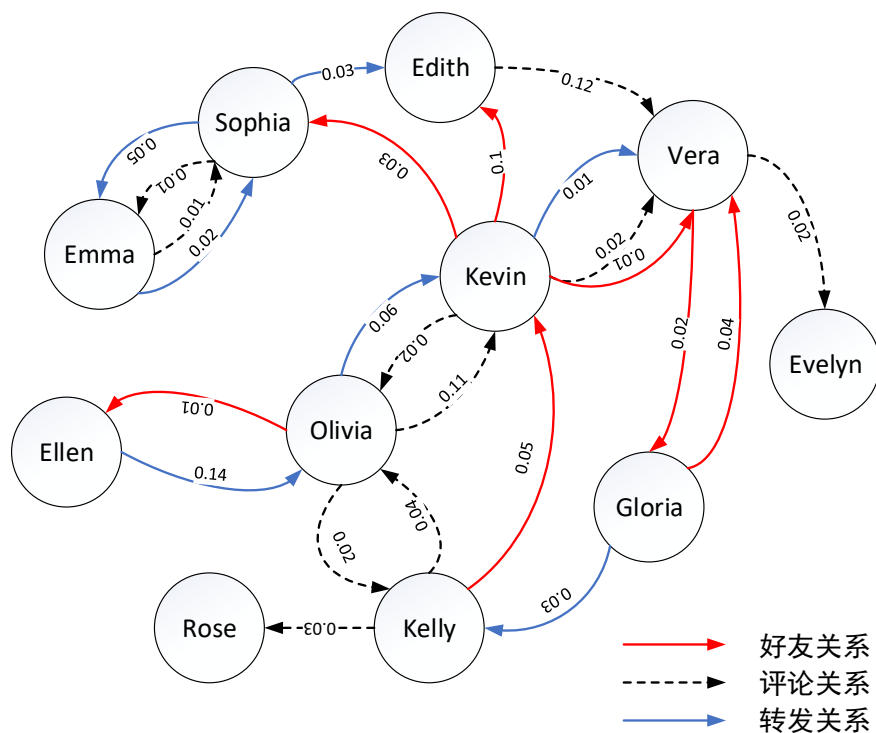 Edith
0.03
0.12
Sophia
0.05
Vera
0.03
0.1
0.01
0.01
0.01
0.02
Emma
0.02
0.02
Kevin
0.01
0.06
0.02
0.02
0.04
Evelyn
0.11
0.01
Olivia
Ellen
0.14
0.05
Gloria
0.04
0.02
0.03
Rose
0.03
Kelly
好友关系
评论关系
转发关系